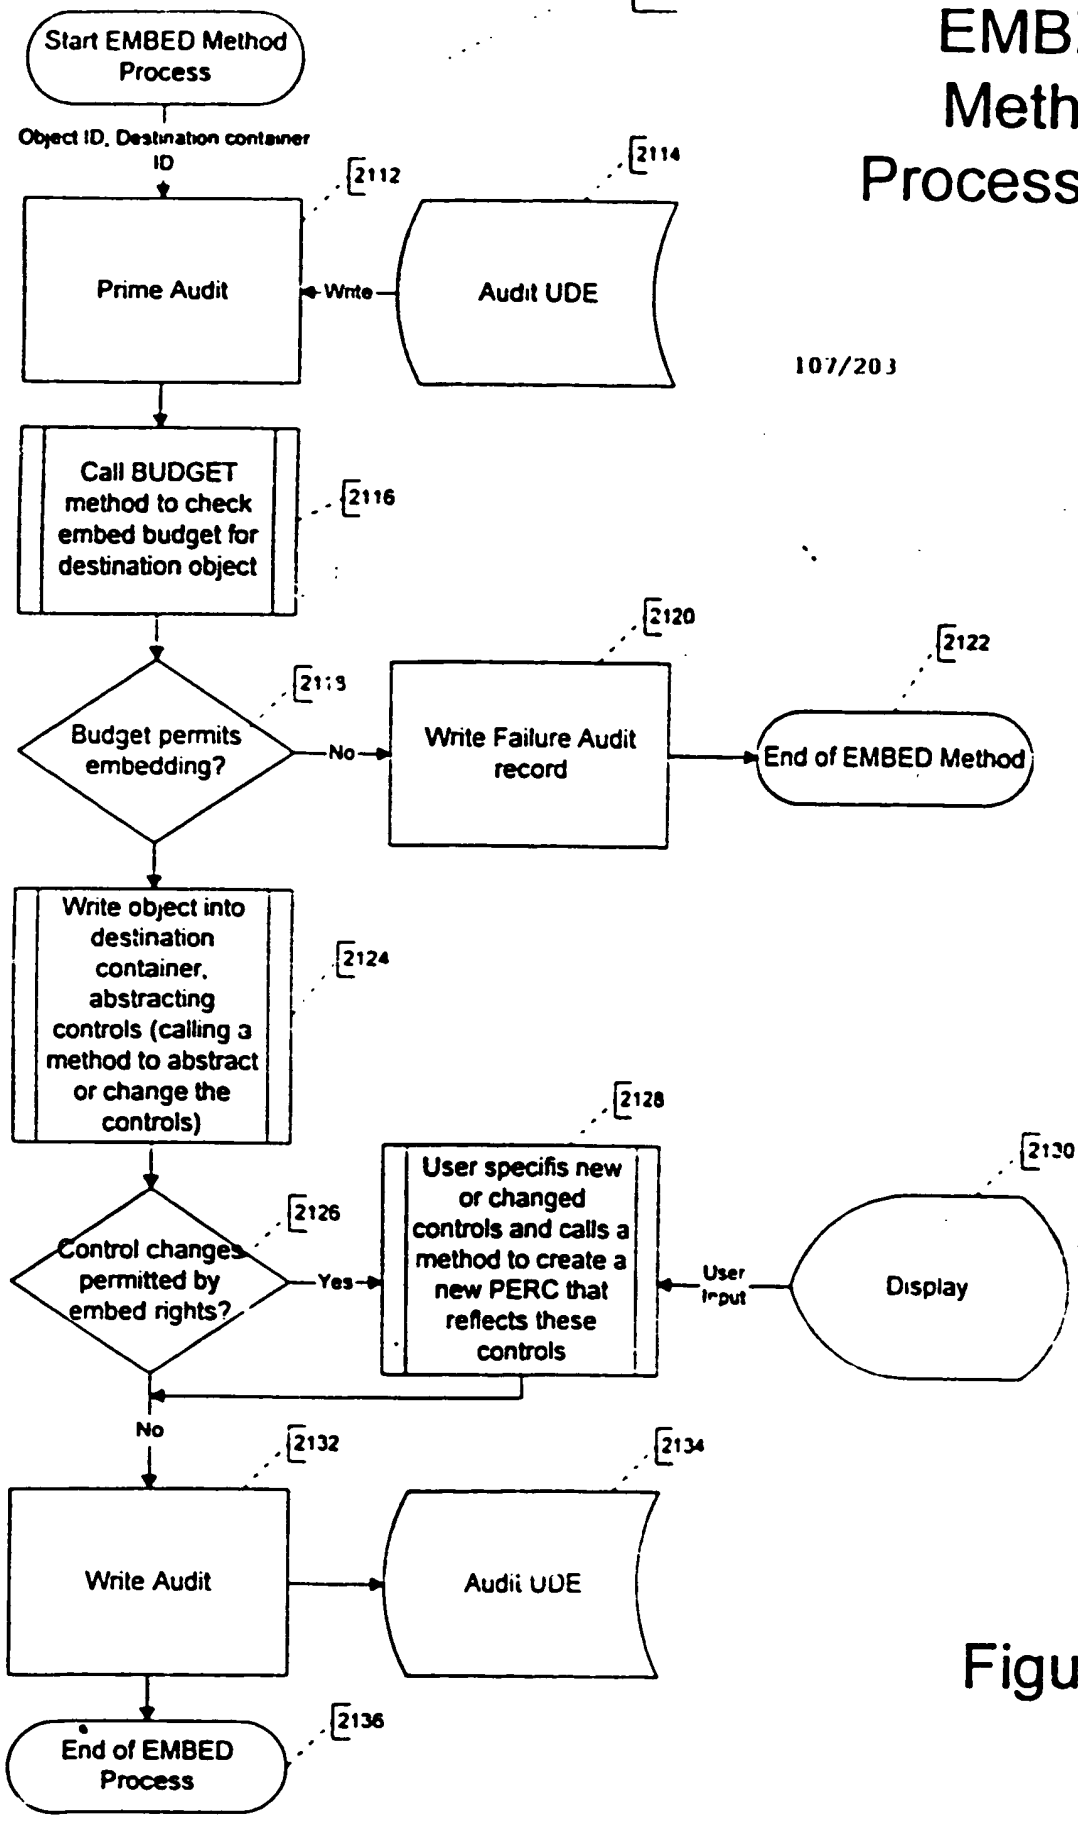 Start EMBED Method
Process
EMB
Meth
Process
Object ID, Destination container
ID
2112
2114
Prime Audit
Write
Audit UDE
107/203
Call BUDGET
method to check
embed budget for
destination object
2116
2120
2122
Budget permits
embedding?
No
Write Failure Audit
record
End of EMBED Method
Write object into
destination
container,
abstracting
controls (calling a
method to abstract
or change the
controls)
2124
2128
2130
User specifis new
or changed
controls and calls a
method to create a
new PERC that
reflects these
controls
2126
Control changes
permitted by
embed rights?
Yes
User
Input
Display
No
2132
2134
Write Audit
Audit UDE
Figu
2136
End of EMBED
Process